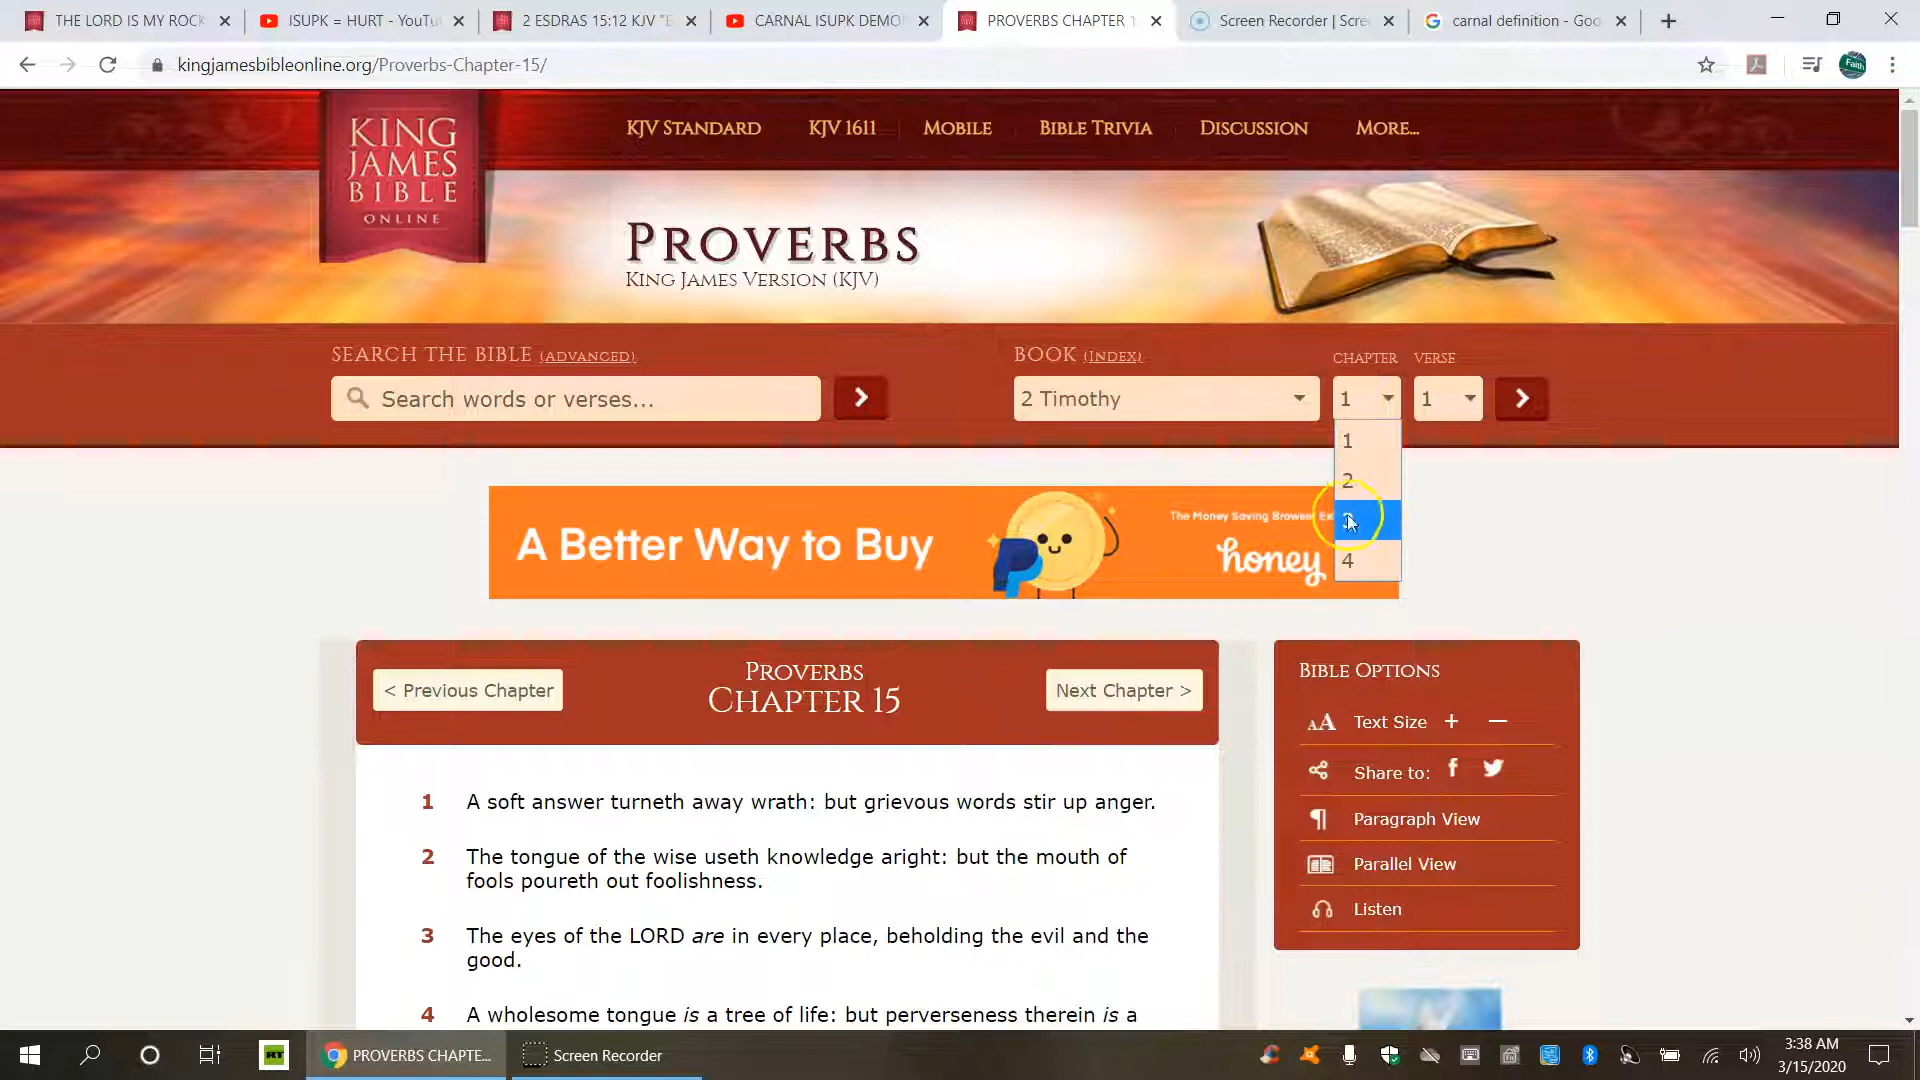 THE LORD IS MY ROCK
ISUPK = HURT - YouTu
2 ESDRAS 15:12 KJV "E
CARNAL ISUPK DEMO
PROVERBS CHAPTER 1
Screen Recorder | Scre
carnal definition - Goo
kingjamesbibleonline.org/Proverbs-Chapter-15/
Faith
KING
JAMES
BIBLE
ONLINE
KJV STANDARD
KJV 1611
MOBILE
BIBLE TRIVIA
DISCUSSION
MORE...
PROVERBS
KING JAMES VERSION (KJV)
SEARCH THE BIBLE (ADVANCED)
BOOK (INDEX)
CHAPTER
VERSE
Search words or verses...
2 Timothy
1
1
1
2
4
A Better Way to Buy
The Money Saving Browser Ex
honey
< Previous Chapter
PROVERBS
CHAPTER 15
Next Chapter >
1 A soft answer turneth away wrath: but grievous words stir up anger.
2 The tongue of the wise useth knowledge aright: but the mouth of
fools poureth out foolishness.
3 The eyes of the LORD are in every place, beholding the evil and the
good.
4 A wholesome tongue is a tree of life: but perverseness therein is a
BIBLE OPTIONS
AA Text Size + —
Share to:
Paragraph View
Parallel View
Listen
RT
PROVERBS CHAPTE...
Screen Recorder
3:38 AM
3/15/2020